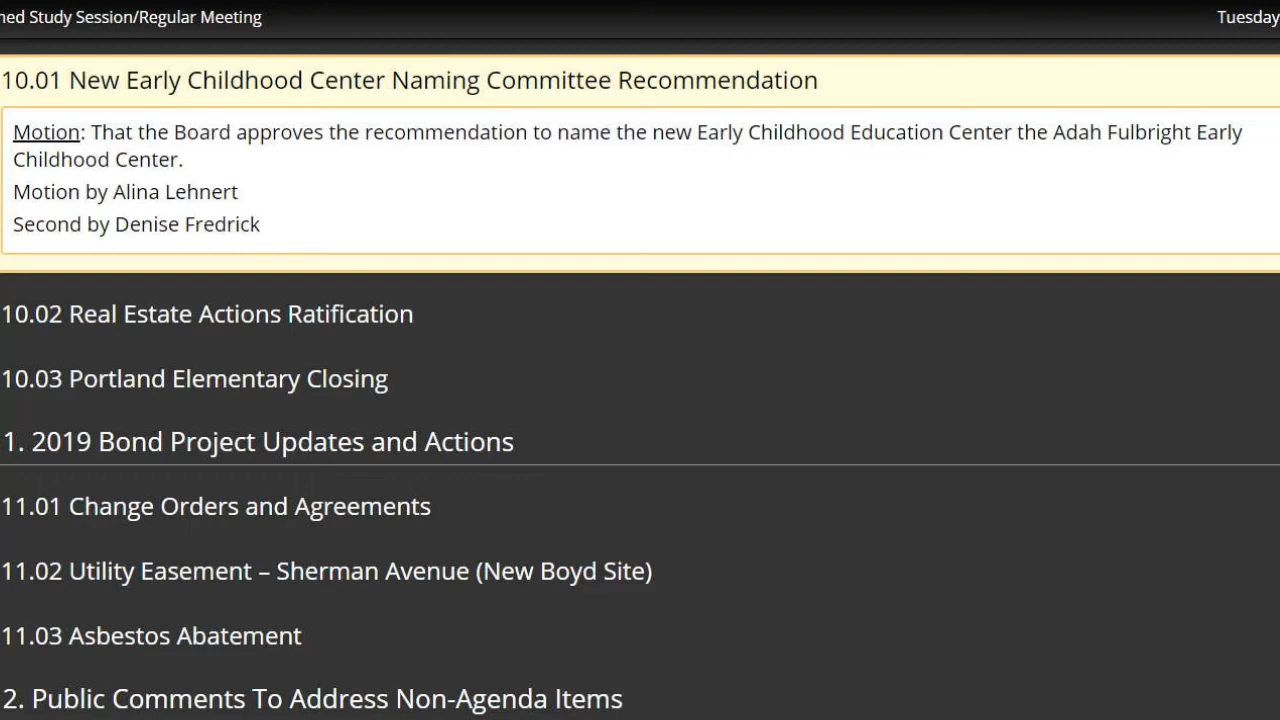 ned Study Session/Regular Meeting
Tuesday
10.01 New Early Childhood Center Naming Committee Recommendation
Motion: That the Board approves the recommendation to name the new Early Childhood Education Center the Adah Fulbright Early
Childhood Center.
Motion by Alina Lehnert
Second by Denise Fredrick
10.02 Real Estate Actions Ratification
10.03 Portland Elementary Closing
1. 2019 Bond Project Updates and Actions
11.01 Change Orders and Agreements
11.02 Utility Easement – Sherman Avenue (New Boyd Site)
11.03 Asbestos Abatement
2. Public Comments To Address Non-Agenda Items